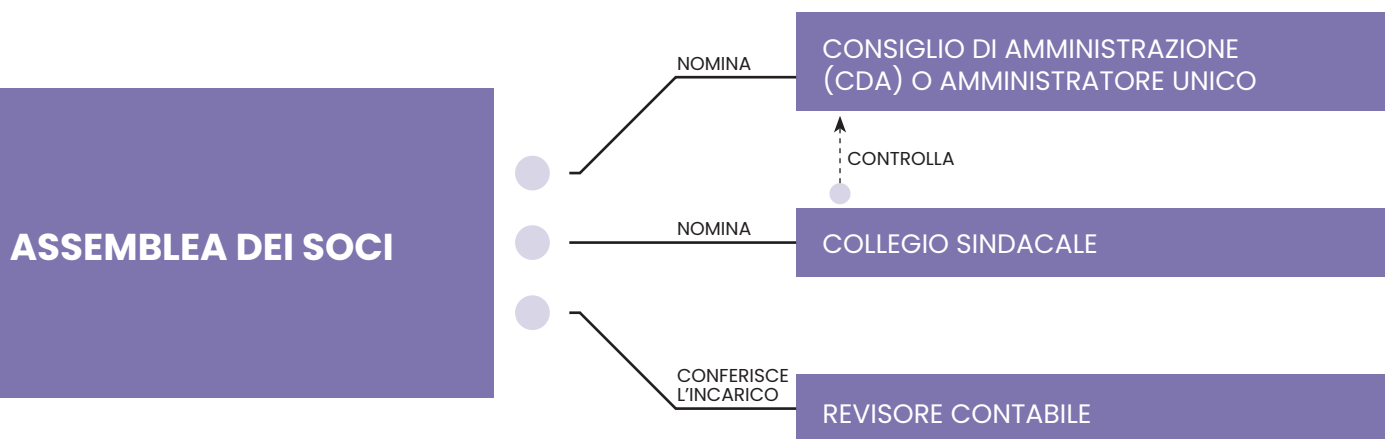 ASSEMBLEA DEI SOCI
NOMINA
CONSIGLIO DI AMMINISTRAZIONE
(CDA) O AMMINISTRATORE UNICO
CONTROLLA
NOMINA
COLLEGIO SINDACALE
CONFERISCE
L'INCARICO
REVISORE CONTABILE